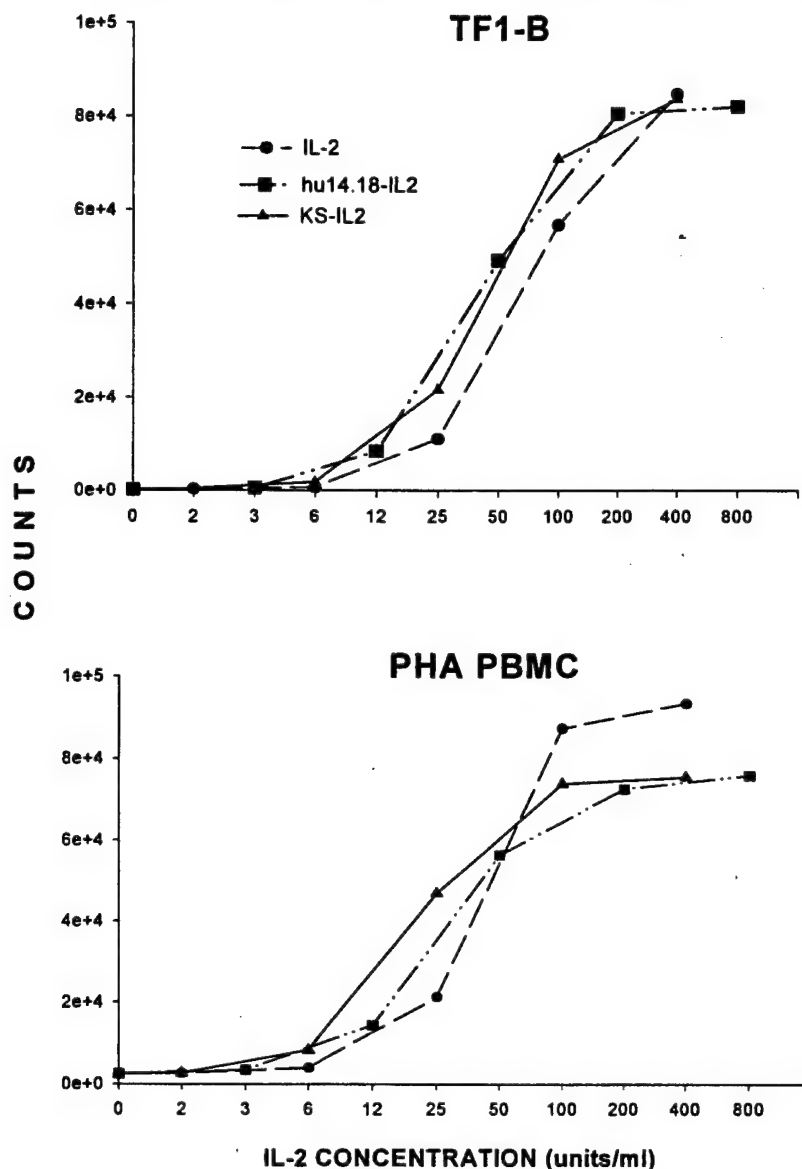 TF1-B
1e+5
8e+4
6e+4
4e+4
2e+4
0e+0
IL-2
hu14.18-IL2
KS-IL2
0 2 3 6 12 25 50 100 200 400 800
COUNTS
PHA PBMC
1e+5
8e+4
6e+4
4e+4
2e+4
0e+0
0 2 3 6 12 25 50 100 200 400 800
IL-2 CONCENTRATION (units/ml)